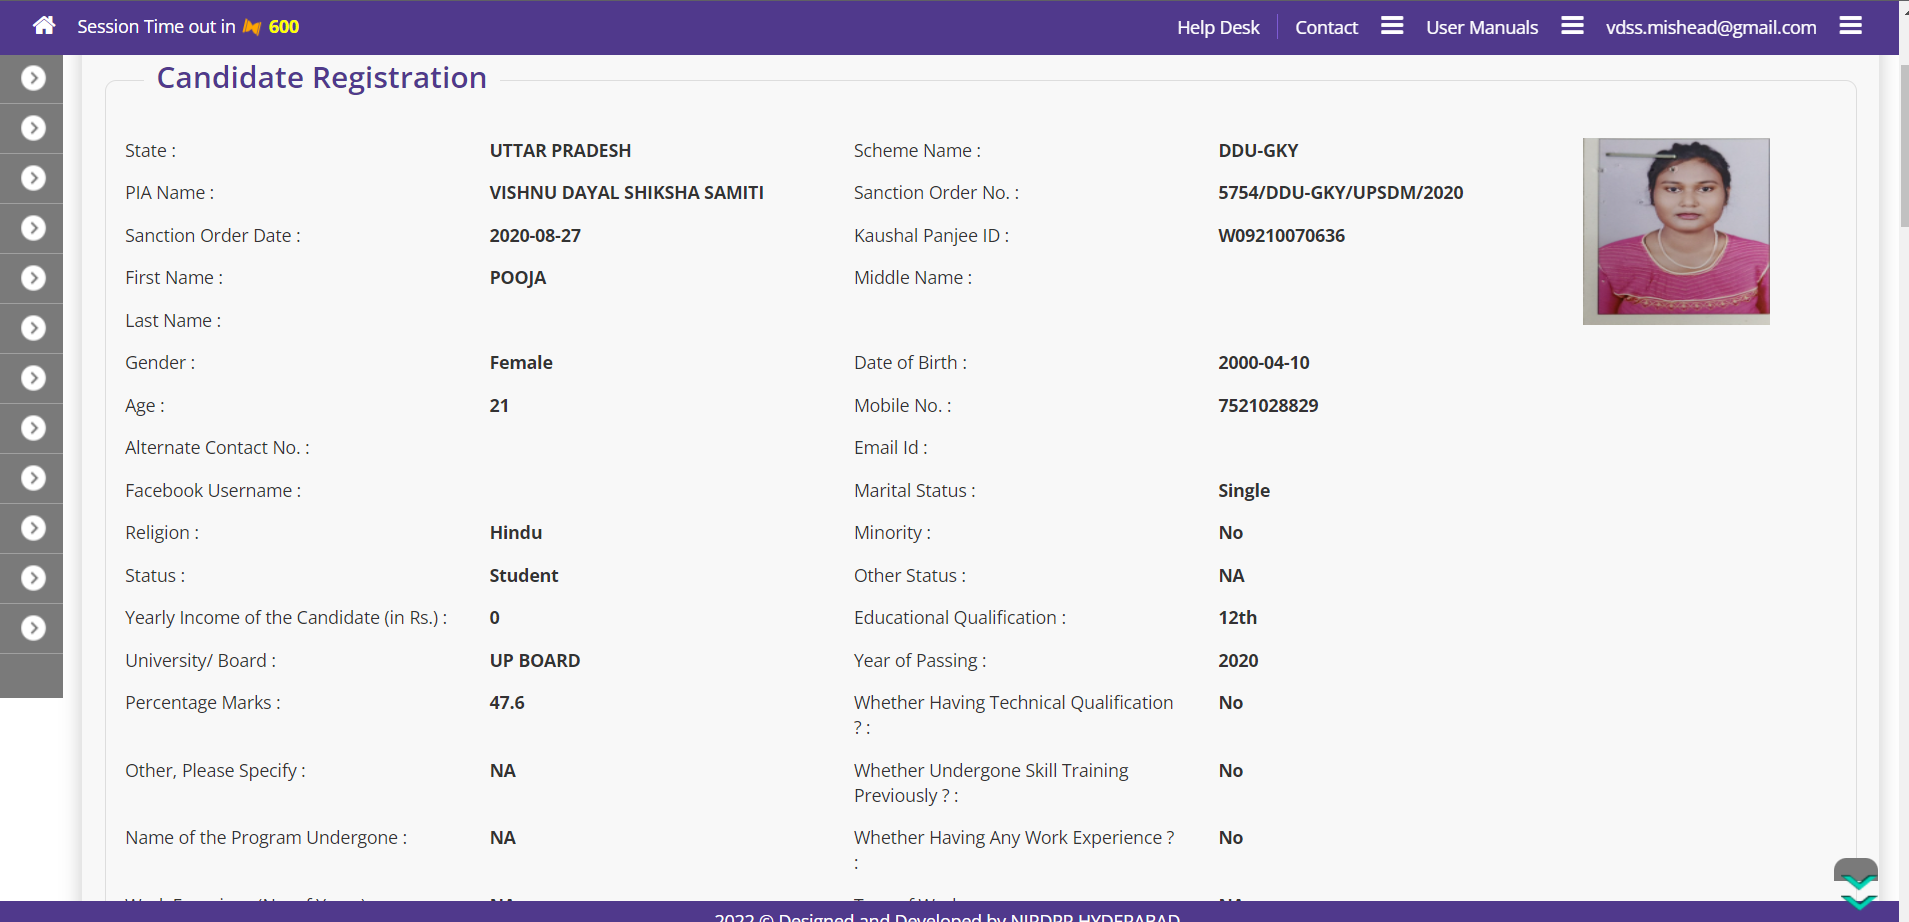 Session Time out in 600 Help Desk Contact User Manuals vdss.mishead@gmail.com
Candidate Registration
State : UTTAR PRADESH Scheme Name : DDU-GKY
PIA Name : VISHNU DAYAL SHIKSHA SAMITI Sanction Order No. : 5754/DDU-GKY/UPSDM/2020
Sanction Order Date : 2020-08-27 Kaushal Panjee ID : W09210070636
First Name : POOJA Middle Name :
Last Name :
Gender : Female Date of Birth : 2000-04-10
Age : 21 Mobile No. : 7521028829
Alternate Contact No. : Email Id :
Facebook Username : Marital Status : Single
Religion : Hindu Minority : No
Status : Student Other Status : NA
Yearly Income of the Candidate (in Rs.) : 0 Educational Qualification : 12th
University/ Board : UP BOARD Year of Passing : 2020
Percentage Marks : 47.6 Whether Having Technical Qualification No
? :
Other, Please Specify : NA Whether Undergone Skill Training No
Previously ? :
Name of the Program Undergone : NA Whether Having Any Work Experience ? No
:
2022 © Designed and Developed by NIRDPR HYDERABAD